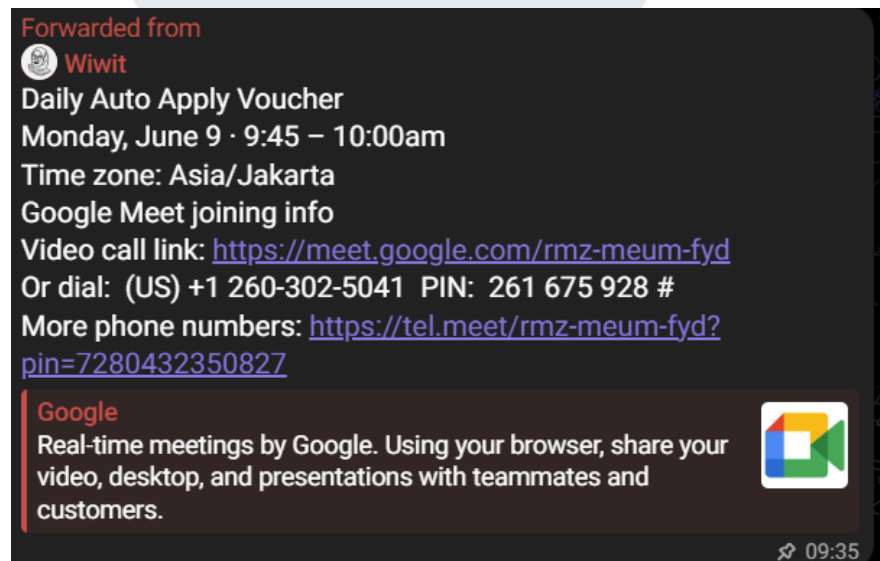 Forwarded from
Wiwit
Daily Auto Apply Voucher
Monday, June 9 · 9:45 – 10:00am
Time zone: Asia/Jakarta
Google Meet joining info
Video call link: https://meet.google.com/rmz-meum-fyd
Or dial:  (US) +1 260-302-5041  PIN:  261 675 928 #
More phone numbers: https://tel.meet/rmz-meum-fyd?
pin=7280432350827
Google
Real-time meetings by Google. Using your browser, share your
video, desktop, and presentations with teammates and
customers.
09:35